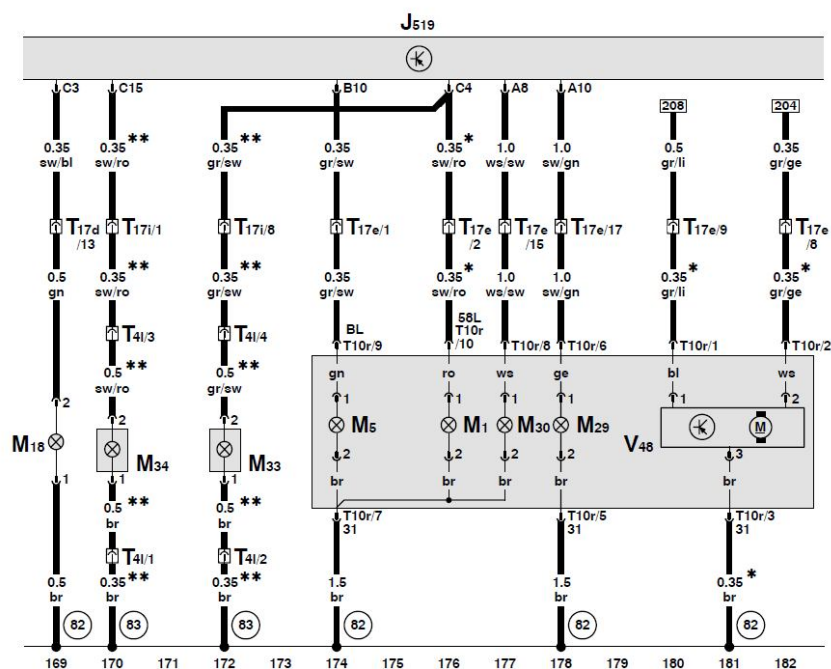 J519
C3 C15 B10 C4 A8 A10
208 204
0.35 0.35 ** 0.35 ** 0.35 0.35 * 1.0 1.0 0.5 0.35
sw/bl sw/ro gr/sw gr/sw sw/ro ws/sw sw/gn gr/li gr/ge
T17d /13 T17i/1 T17i/8 T17e/1 T17e /2 T17e /15 T17e/17 T17e/9 T17e /8
0.5 0.35 ** 0.35 ** 0.35 0.35 * 1.0 1.0 0.35 * 0.35 *
gn sw/ro gr/sw gr/sw sw/ro ws/sw sw/gn gr/li gr/ge
T4l/3 T4l/4
BL T10r/9 58L T10r /10 T10r/8 T10r/6 T10r/1 T10r/2
0.5 ** 0.5 **
sw/ro gr/sw
gn ro ws ge bl ws
2 2 2 1 1 1 1 1 2
M18 M34 M33 M5 M1 M30 M29 V48 M
1 1 1 2 2 2 2 3
0.5 ** 0.5 **
br br br br br br br br
T10r/7 T10r/5 T10r/3
31 31 31
T4l/1 T4l/2
0.5 0.35 ** 0.35 ** 1.5 1.5 0.35 *
br br br br br br
82 83 83 82 82 82
169 170 171 172 173 174 175 176 177 178 179 180 181 182